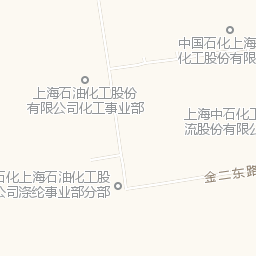 中国石化上海
化工股份有限
上海石油化工股份
有限公司化工事业部
上海中石化工
流股份有限公
金二东路
石化上海石油化工股
公司涤纶事业部分部